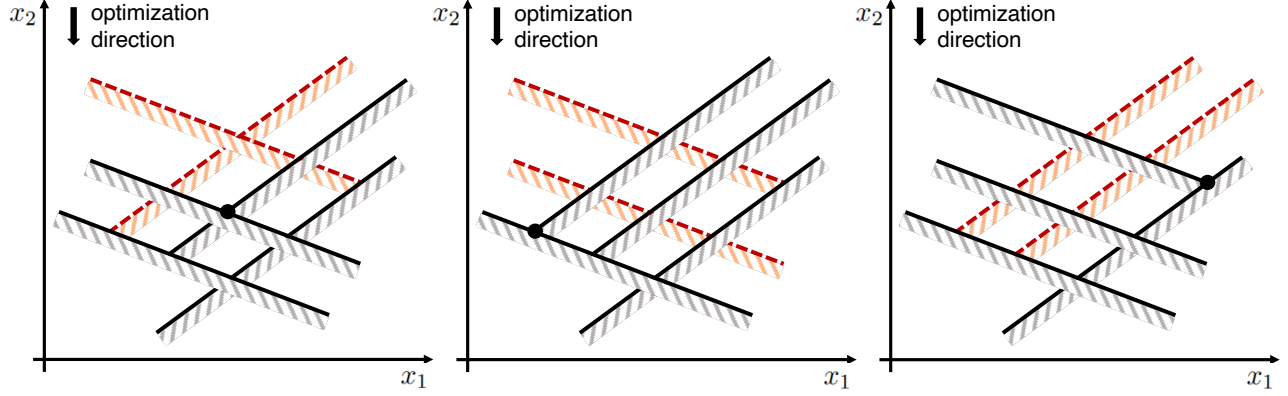 x₂
optimization
direction
x₁
x₂
optimization
direction
x₁
x₂
optimization
direction
x₁